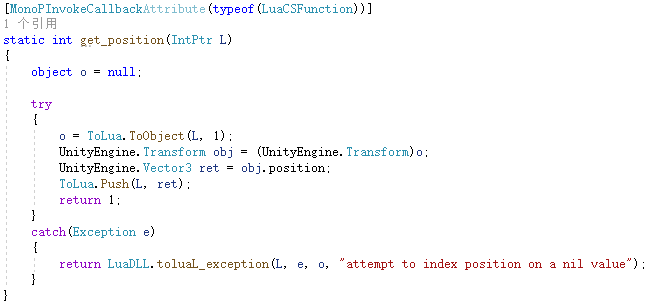 [MonoPInvokeCallbackAttribute(typeof(LuaCSFunction))]
1 个引用
static int get_position(IntPtr L)
{
object o = null;
try
{
o = ToLua.ToObject(L, 1);
UnityEngine.Transform obj = (UnityEngine.Transform)o;
UnityEngine.Vector3 ret = obj.position;
ToLua.Push(L, ret);
return 1;
}
catch(Exception e)
{
return LuaDLL.toluaL_exception(L, e, o, "attempt to index position on a nil value");
}
}